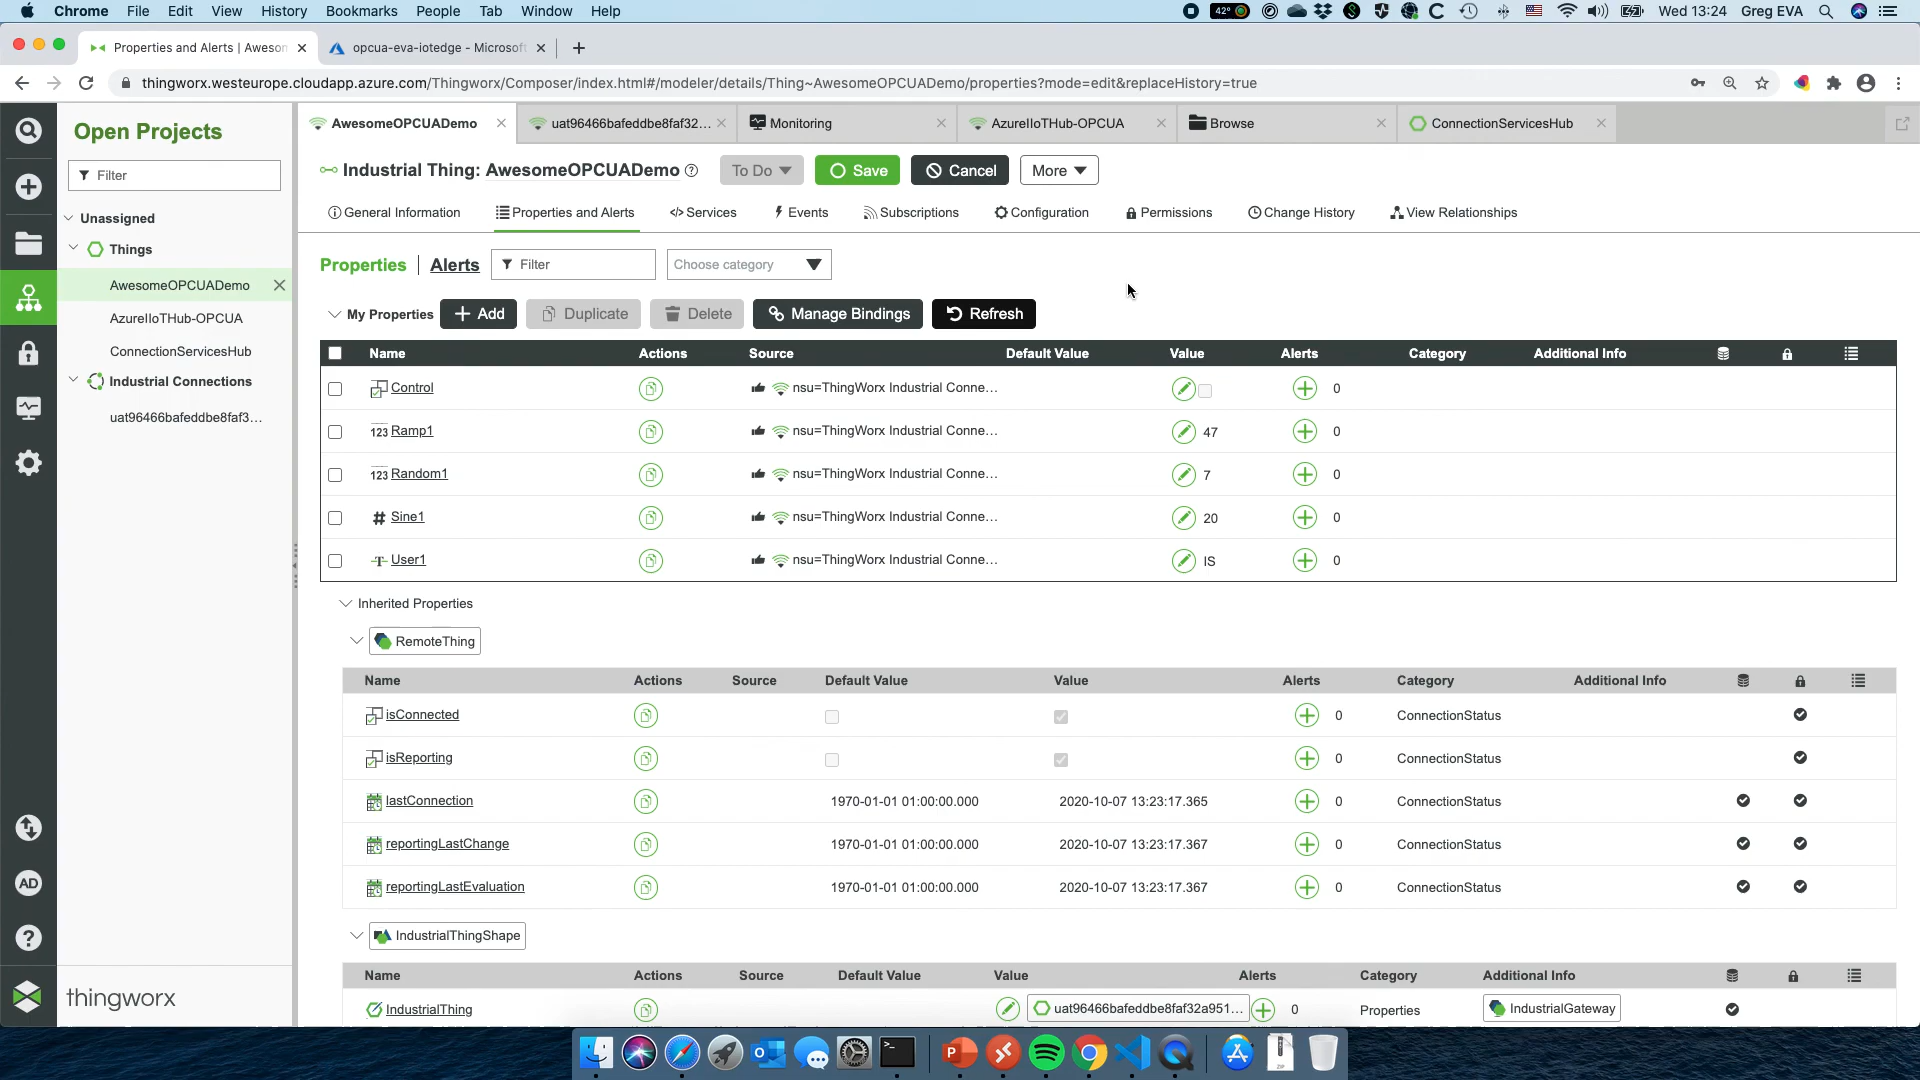 Chrome File Edit View History Bookmarks People Tab Window Help 42° Wed 13:24 Greg EVA
Properties and Alerts | Aweson opcua-eva-iotedge - Microsoft
thingworx.westeurope.cloudapp.azure.com/Thingworx/Composer/index.html#/modeler/details/Thing~AwesomeOPCUADemo/properties?mode=edit&replaceHistory=true
Open Projects
Filter
Unassigned
Things
AwesomeOPCUADemo
AzureIIoTHub-OPCUA
ConnectionServicesHub
Industrial Connections
uat96466bafeddbe8faf3...
AD
thingworx
AwesomeOPCUADemo uat96466bafeddbe8faf32... Monitoring AzureIIoTHub-OPCUA Browse ConnectionServicesHub
Industrial Thing: AwesomeOPCUADemo To Do Save Cancel More
General Information Properties and Alerts Services Events Subscriptions Configuration Permissions Change History View Relationships
Properties | Alerts Filter Choose category
My Properties Add Duplicate Delete Manage Bindings Refresh
Name Actions Source Default Value Value Alerts Category Additional Info
Control nsu=ThingWorx Industrial Conne... 0
123 Ramp1 nsu=ThingWorx Industrial Conne... 47 0
123 Random1 nsu=ThingWorx Industrial Conne... 7 0
# Sine1 nsu=ThingWorx Industrial Conne... 20 0
T User1 nsu=ThingWorx Industrial Conne... IS 0
Inherited Properties
RemoteThing
Name Actions Source Default Value Value Alerts Category Additional Info
isConnected 0 ConnectionStatus
isReporting 0 ConnectionStatus
lastConnection 1970-01-01 01:00:00.000 2020-10-07 13:23:17.365 0 ConnectionStatus
reportingLastChange 1970-01-01 01:00:00.000 2020-10-07 13:23:17.367 0 ConnectionStatus
reportingLastEvaluation 1970-01-01 01:00:00.000 2020-10-07 13:23:17.367 0 ConnectionStatus
IndustrialThingShape
Name Actions Source Default Value Value Alerts Category Additional Info
IndustrialThing uat96466bafeddbe8faf32a951... 0 Properties IndustrialGateway